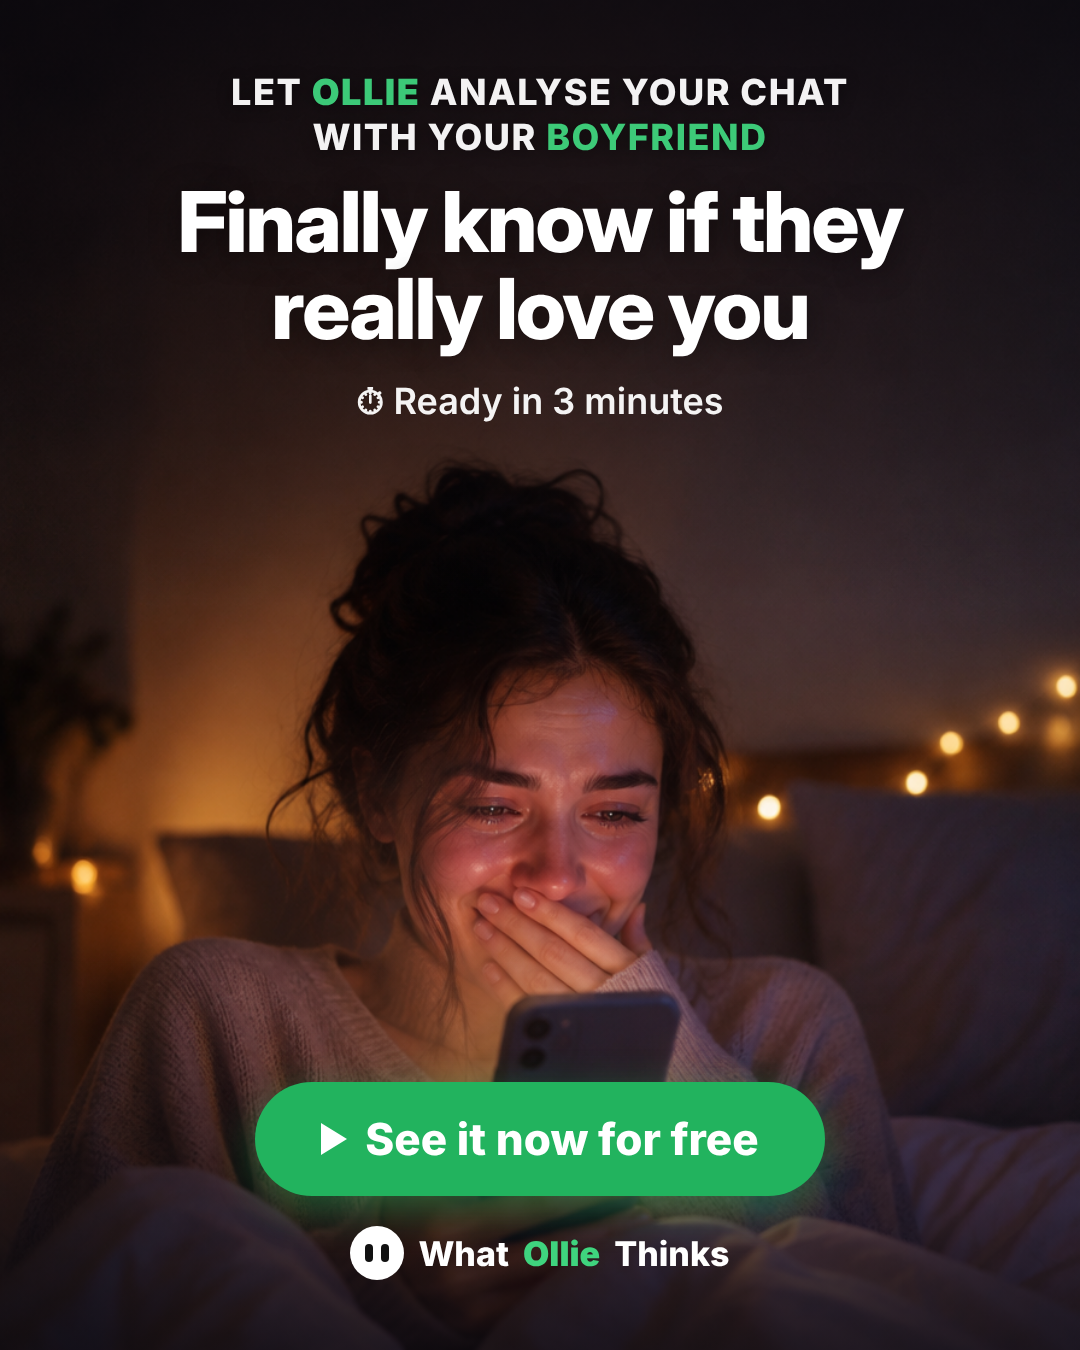 LET OLLIE ANALYSE YOUR CHAT
WITH YOUR BOYFRIEND
Finally know if they
really love you
⏱ Ready in 3 minutes
▶ See it now for free
What Ollie Thinks